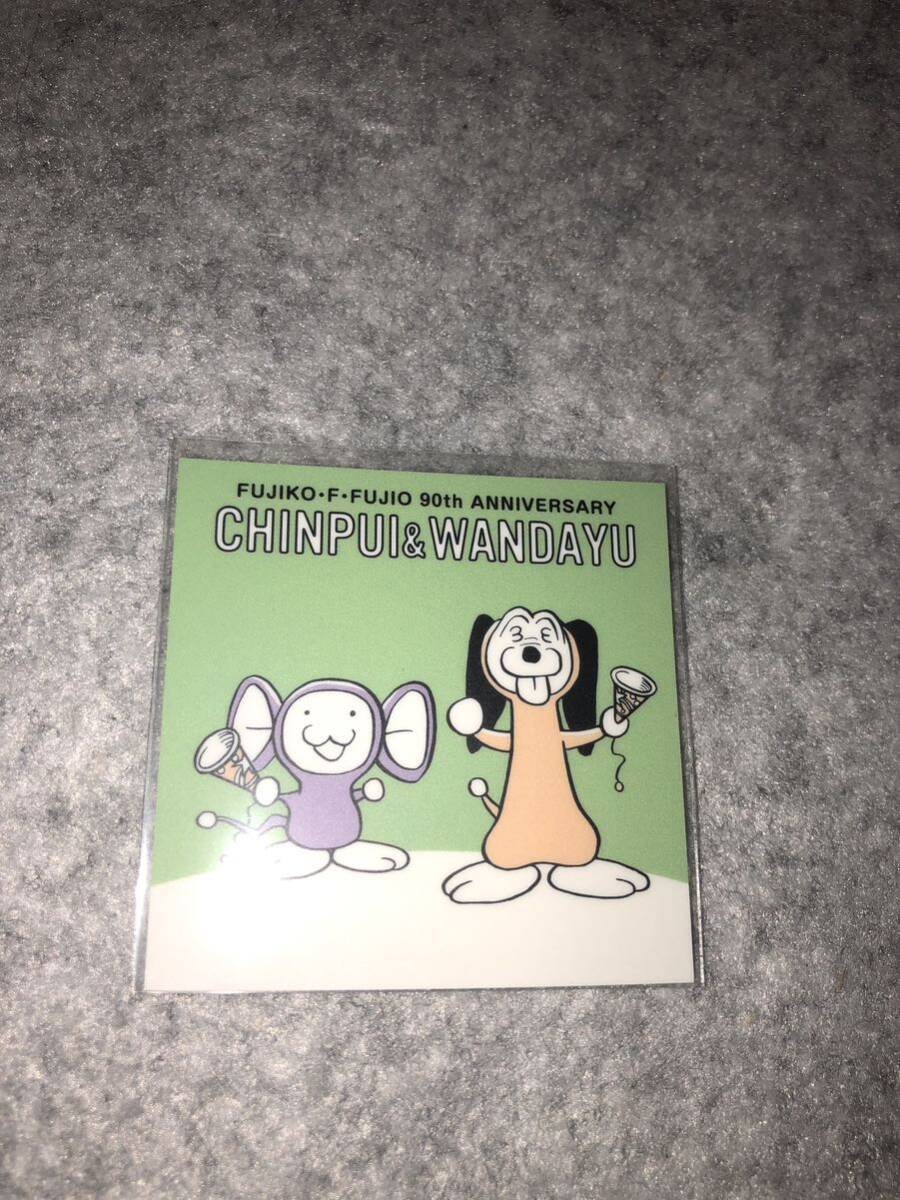 FUJIKO・F・FUJIO 90th ANNIVERSARY
CHINPUI&WANDAYU